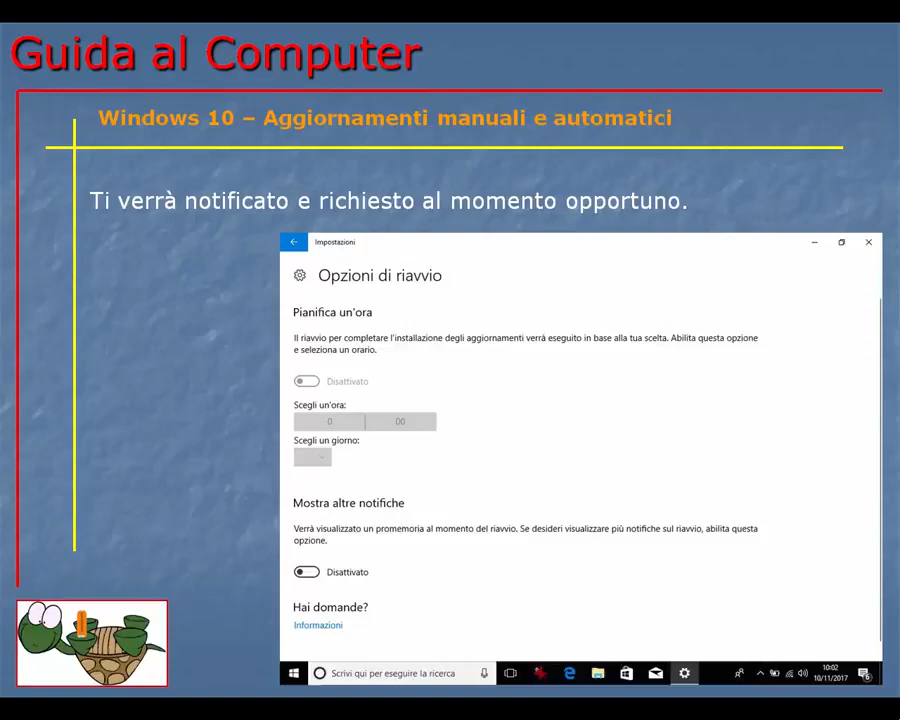 Guida al Computer
Windows 10 – Aggiornamenti manuali e automatici
Ti verrà notificato e richiesto al momento opportuno.
Impostazioni
Opzioni di riavvio
Pianifica un'ora
Il riavvio per completare l'installazione degli aggiornamenti verrà eseguito in base alla tua scelta. Abilita questa opzione
e seleziona un orario.
Disattivato
Scegli un'ora:
0 00
Scegli un giorno:
Mostra altre notifiche
Verrà visualizzato un promemoria al momento del riavvio. Se desideri visualizzare più notifiche sul riavvio, abilita questa
opzione.
Disattivato
Hai domande?
Informazioni
Scrivi qui per eseguire la ricerca
10:02
10/11/2017